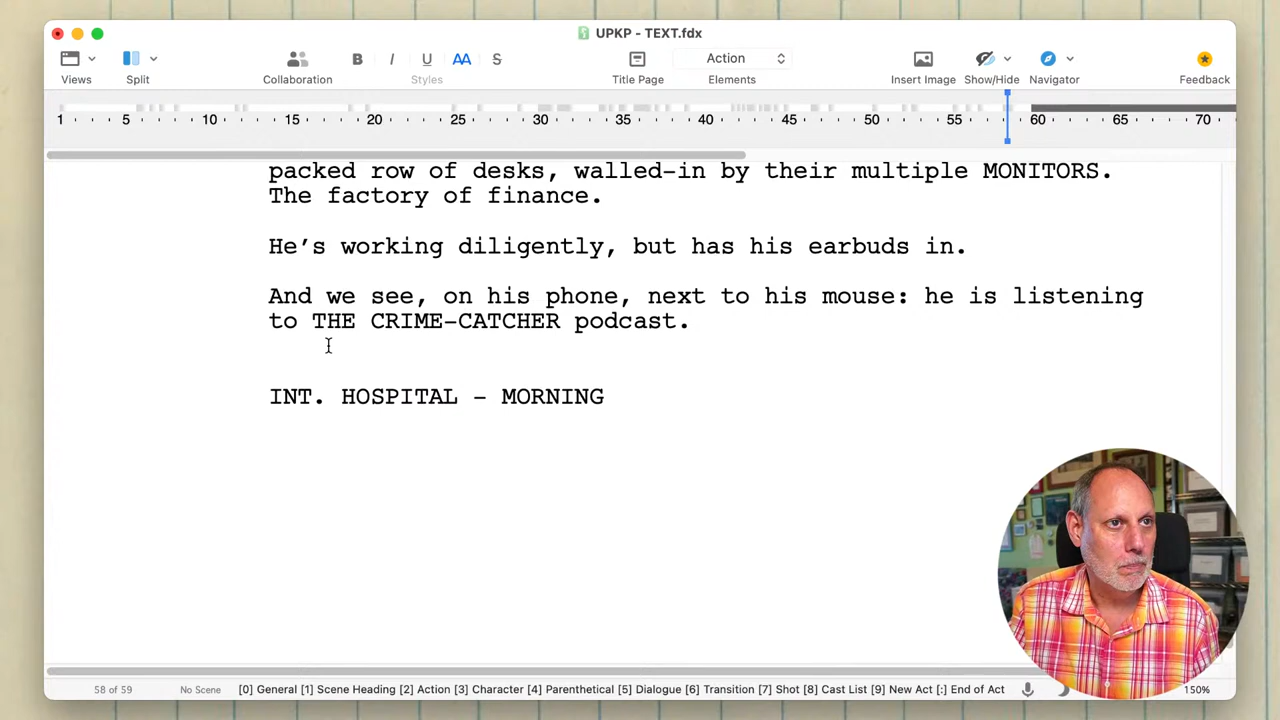 UPKP - TEXT.fdx
B I U AA S Action
Views Split Collaboration Styles Title Page Elements Insert Image Show/Hide Navigator Feedback
1 5 10 15 20 25 30 35 40 45 50 55 60 65 70
packed row of desks, walled-in by their multiple MONITORS.
The factory of finance.
He’s working diligently, but has his earbuds in.
And we see, on his phone, next to his mouse: he is listening
to THE CRIME-CATCHER podcast.
INT. HOSPITAL - MORNING
58 of 59 No Scene [0] General [1] Scene Heading [2] Action [3] Character [4] Parenthetical [5] Dialogue [6] Transition [7] Shot [8] Cast List [9] New Act [:] End of Act 150%